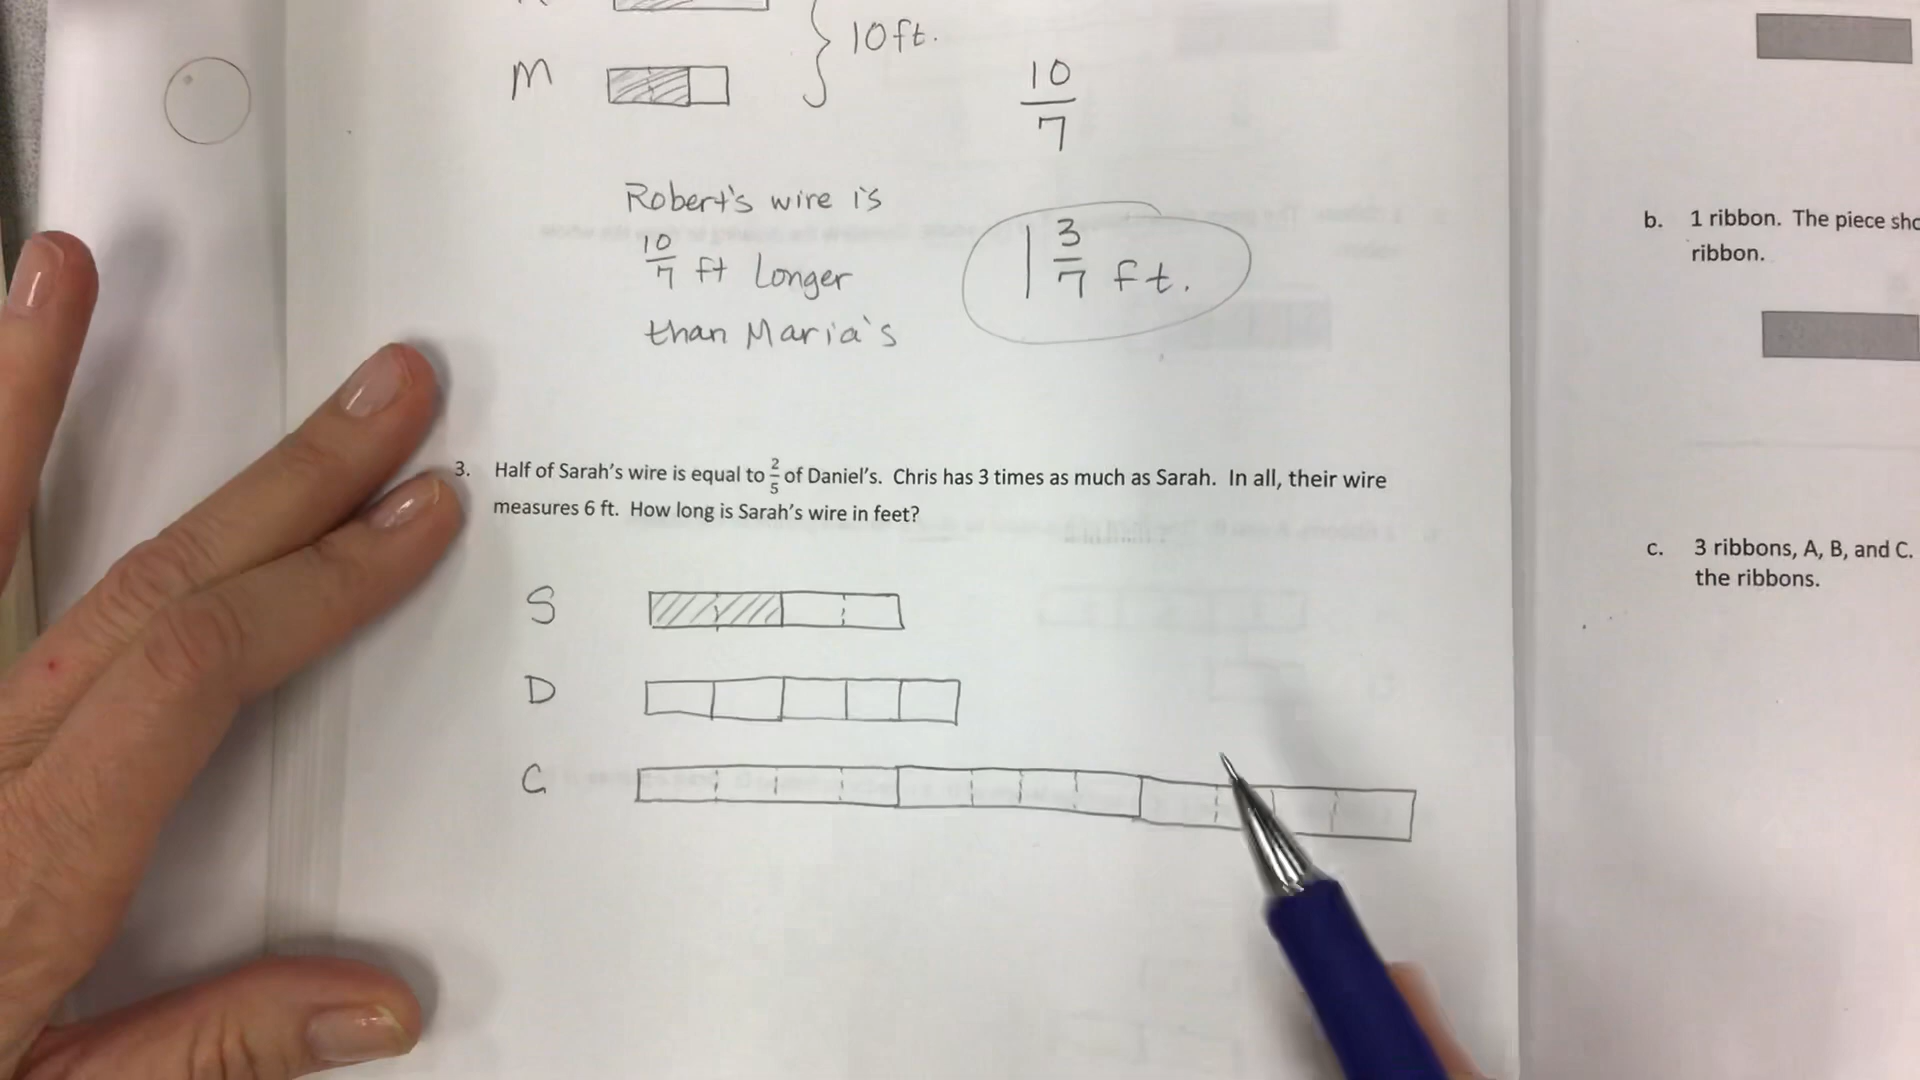 10ft.
M
10
7
Robert's wire is
10/7 ft Longer
than Maria's
1 3/7 ft.
3. Half of Sarah's wire is equal to 2/5 of Daniel's. Chris has 3 times as much as Sarah. In all, their wire
measures 6 ft. How long is Sarah's wire in feet?
S
D
C
b. 1 ribbon. The piece sho
ribbon.
c. 3 ribbons, A, B, and C.
the ribbons.